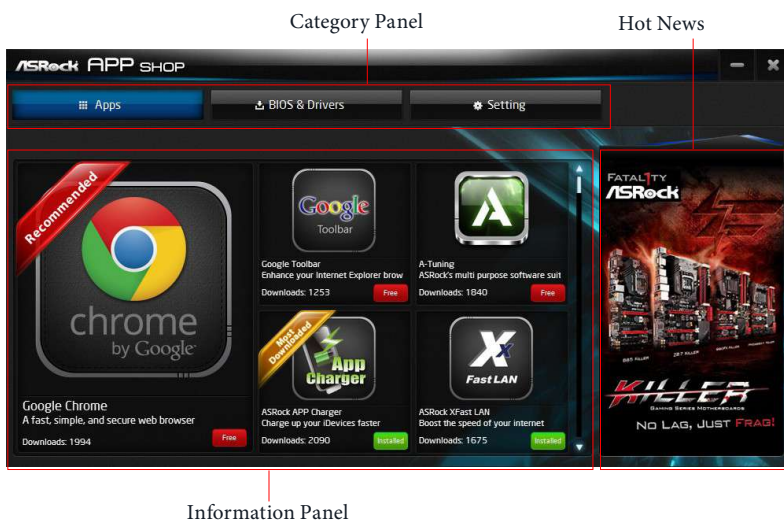 Category Panel
Hot News
ASRock APP SHOP
Apps
BIOS & Drivers
Setting
Recommended
chrome
by Google
Google Chrome
A fast, simple, and secure web browser
Downloads: 1994
Free
Google
Toolbar
Google Toolbar
Enhance your Internet Explorer brow
Downloads: 1253
Free
A-Tuning
ASRock's multi purpose software suit
Downloads: 1840
Free
Most
Downloaded
App
Charger
ASRock APP Charger
Charge up your iDevices faster
Downloads: 2090
Installed
X
Fast LAN
ASRock XFast LAN
Boost the speed of your internet
Downloads: 1675
Installed
FATAL1TY
ASRock
KILLER
GAMING SERIES MOTHERBOARDS
NO LAG, JUST FRAG!
Information Panel